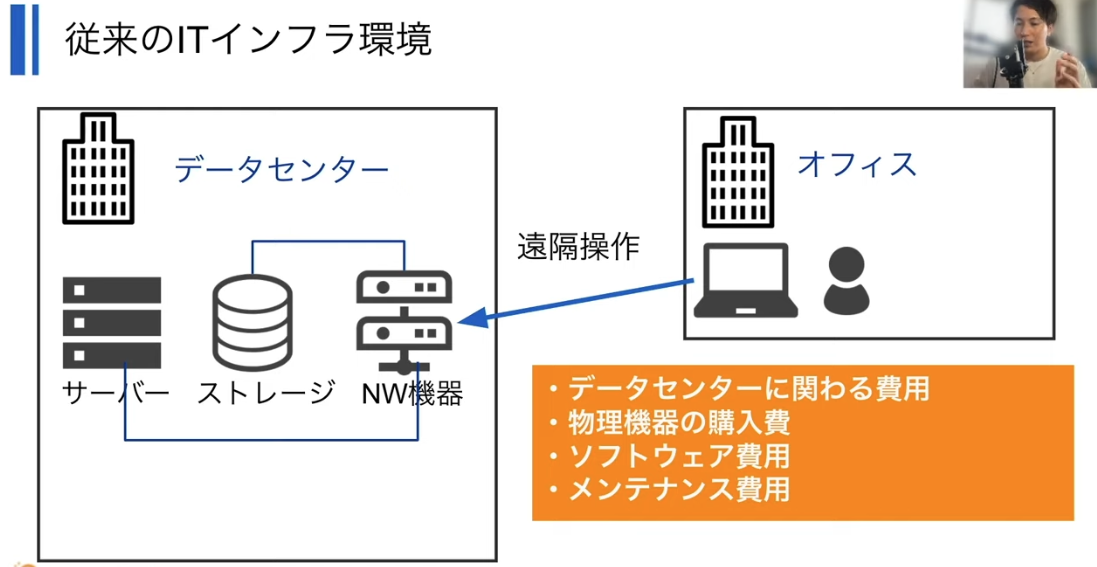 従来のITインフラ環境
データセンター
オフィス
遠隔操作
サーバー
ストレージ
NW機器
・データセンターに関わる費用
・物理機器の購入費
・ソフトウェア費用
・メンテナンス費用